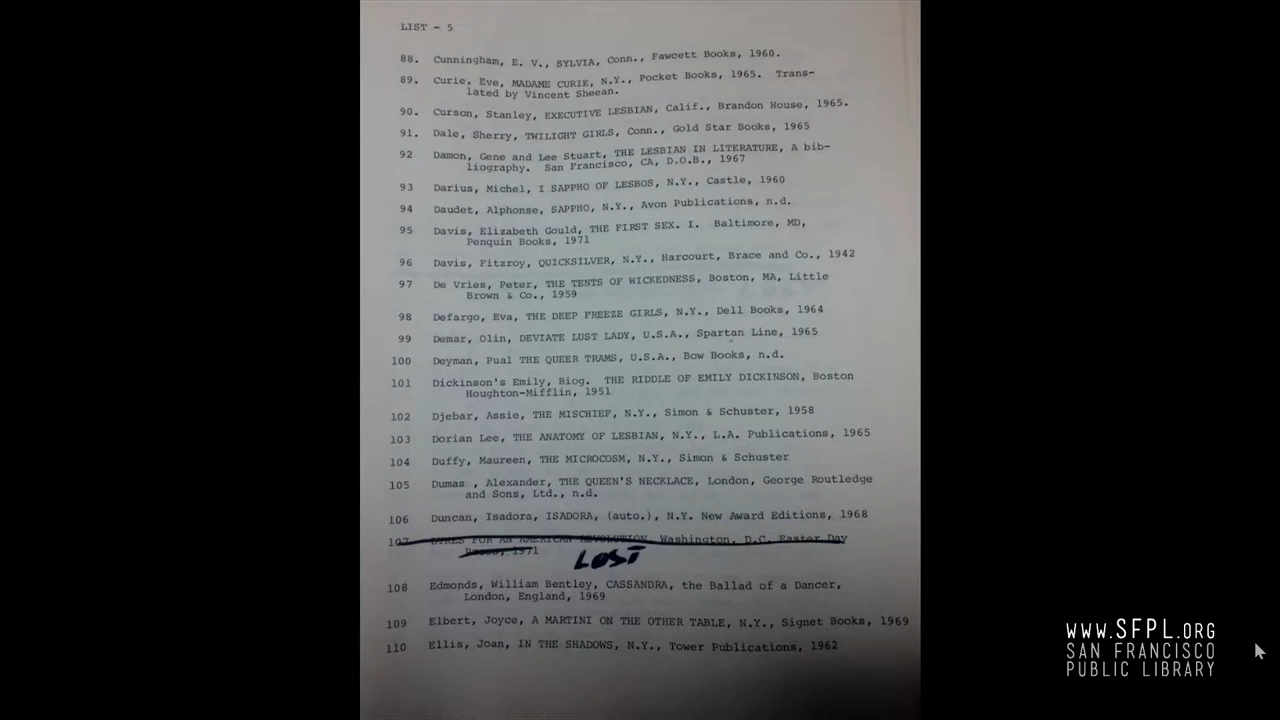 LIST - 5
88. Cunningham, E. V., SYLVIA, Conn., Fawcett Books, 1960.
89. Curie, Eve, MADAME CURIE, N.Y., Pocket Books, 1965. Trans-
lated by Vincent Sheean.
90. Curson, Stanley, EXECUTIVE LESBIAN, Calif., Brandon House, 1965.
91. Dale, Sherry, TWILIGHT GIRLS, Conn., Gold Star Books, 1965
92 Damon, Gene and Lee Stuart, THE LESBIAN IN LITERATURE, A bib-
liography. San Francisco, CA, D.O.B., 1967
93 Darius, Michel, I SAPPHO OF LESBOS, N.Y., Castle, 1960
94 Daudet, Alphonse, SAPPHO, N.Y., Avon Publications, n.d.
95 Davis, Elizabeth Gould, THE FIRST SEX. I. Baltimore, MD,
Penquin Books, 1971
96 Davis, Fitzroy, QUICKSILVER, N.Y., Harcourt, Brace and Co., 1942
97 De Vries, Peter, THE TENTS OF WICKEDNESS, Boston, MA, Little
Brown & Co., 1959
98 Defargo, Eva, THE DEEP FREEZE GIRLS, N.Y., Dell Books, 1964
99 Demar, Olin, DEVIATE LUST LADY, U.S.A., Spartan Line, 1965
100 Deyman, Pual THE QUEER TRAMS, U.S.A., Bow Books, n.d.
101 Dickinson's Emily, Biog. THE RIDDLE OF EMILY DICKINSON, Boston
Houghton-Mifflin, 1951
102 Djebar, Assie, THE MISCHIEF, N.Y., Simon & Schuster, 1958
103 Dorian Lee, THE ANATOMY OF LESBIAN, N.Y., L.A. Publications, 1965
104 Duffy, Maureen, THE MICROCOSM, N.Y., Simon & Schuster
105 Dumas , Alexander, THE QUEEN'S NECKLACE, London, George Routledge
and Sons, Ltd., n.d.
106 Duncan, Isadora, ISADORA, (auto.), N.Y. New Award Editions, 1968
107 DYKES FOR AN AMERICAN REVOLUTION, Washington, D.C. Easter Day
Press, 1971
LOST
108 Edmonds, William Bentley, CASSANDRA, the Ballad of a Dancer,
London, England, 1969
109 Elbert, Joyce, A MARTINI ON THE OTHER TABLE, N.Y., Signet Books, 1969
110 Ellis, Joan, IN THE SHADOWS, N.Y., Tower Publications, 1962
WWW.SFPL.ORG
SAN FRANCISCO
PUBLIC LIBRARY